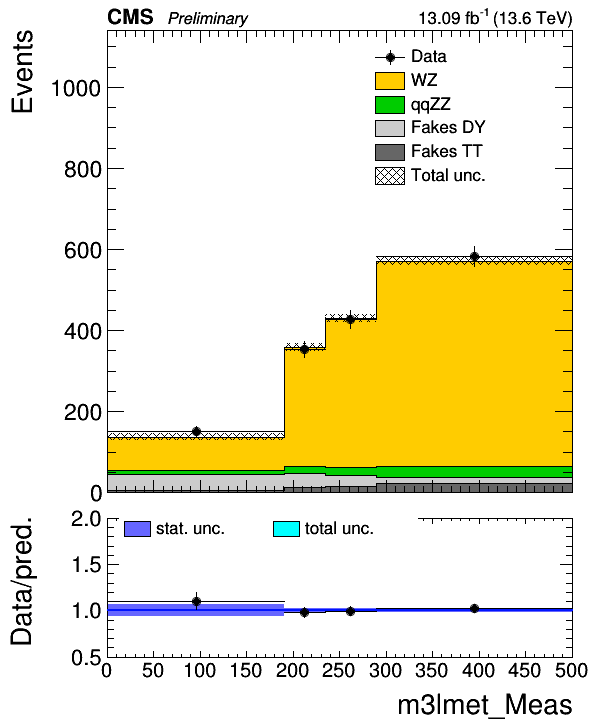 CMS Preliminary 13.09 fb-1 (13.6 TeV)
Events
1000
800
600
400
200
0
Data
WZ
qqZZ
Fakes DY
Fakes TT
Total unc.
Data/pred.
2.0
1.5
1.0
0.5
stat. unc.
total unc.
0 50 100 150 200 250 300 350 400 450 500
m3lmet_Meas